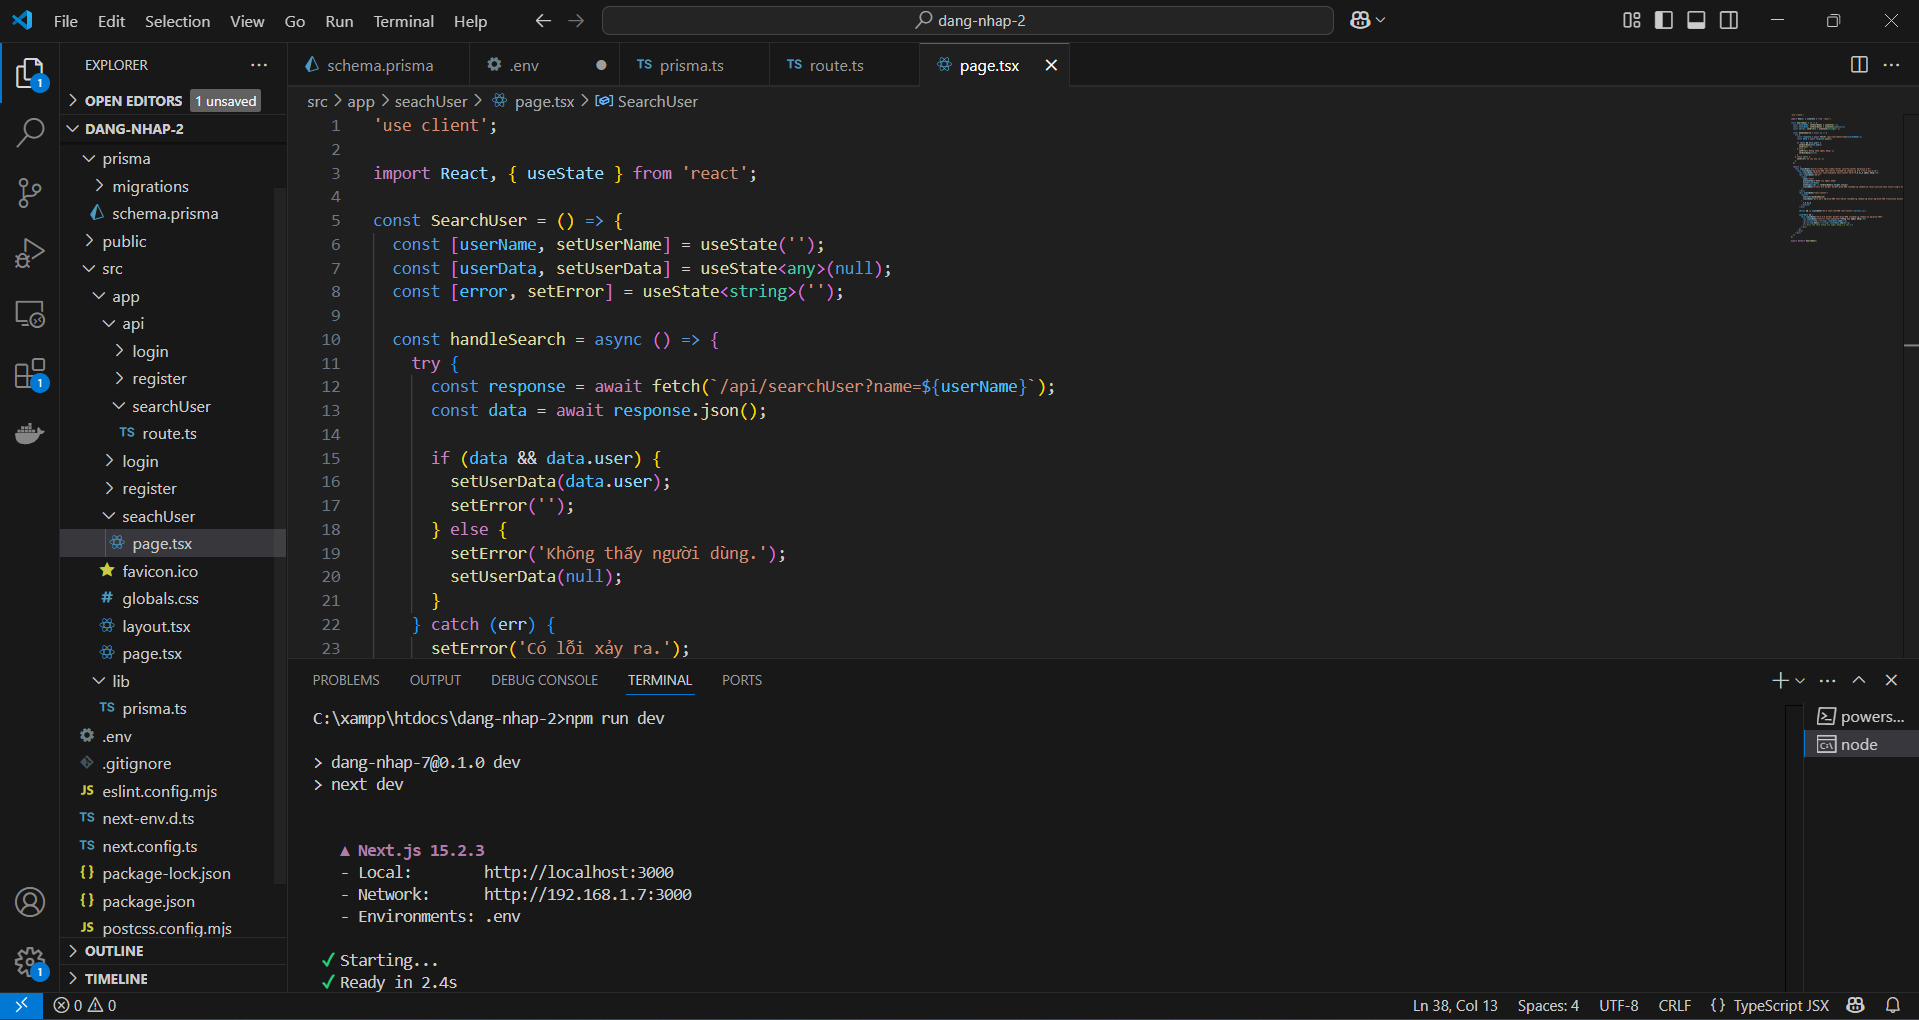 File Edit Selection View Go Run Terminal Help
dang-nhap-2
EXPLORER
OPEN EDITORS 1 unsaved
DANG-NHAP-2
prisma
migrations
schema.prisma
public
src
app
api
login
register
searchUser
TS route.ts
login
register
seachUser
page.tsx
favicon.ico
# globals.css
layout.tsx
page.tsx
lib
TS prisma.ts
.env
.gitignore
JS eslint.config.mjs
TS next-env.d.ts
TS next.config.ts
{} package-lock.json
{} package.json
JS postcss.config.mjs
OUTLINE
TIMELINE
1
1
1
schema.prisma .env TS prisma.ts TS route.ts page.tsx
src > app > seachUser > page.tsx > SearchUser
1 'use client';
2
3 import React, { useState } from 'react';
4
5 const SearchUser = () => {
6 const [userName, setUserName] = useState('');
7 const [userData, setUserData] = useState<any>(null);
8 const [error, setError] = useState<string>('');
9
10 const handleSearch = async () => {
11 try {
12 const response = await fetch(`/api/searchUser?name=${userName}`);
13 const data = await response.json();
14
15 if (data && data.user) {
16 setUserData(data.user);
17 setError('');
18 } else {
19 setError('Không thấy người dùng.');
20 setUserData(null);
21 }
22 } catch (err) {
23 setError('Có lỗi xảy ra.');
PROBLEMS OUTPUT DEBUG CONSOLE TERMINAL PORTS
C:\xampp\htdocs\dang-nhap-2>npm run dev
> dang-nhap-7@0.1.0 dev
> next dev
▲ Next.js 15.2.3
- Local: http://localhost:3000
- Network: http://192.168.1.7:3000
- Environments: .env
✓ Starting...
✓ Ready in 2.4s
powers...
node
0 0
Ln 38, Col 13 Spaces: 4 UTF-8 CRLF {} TypeScript JSX